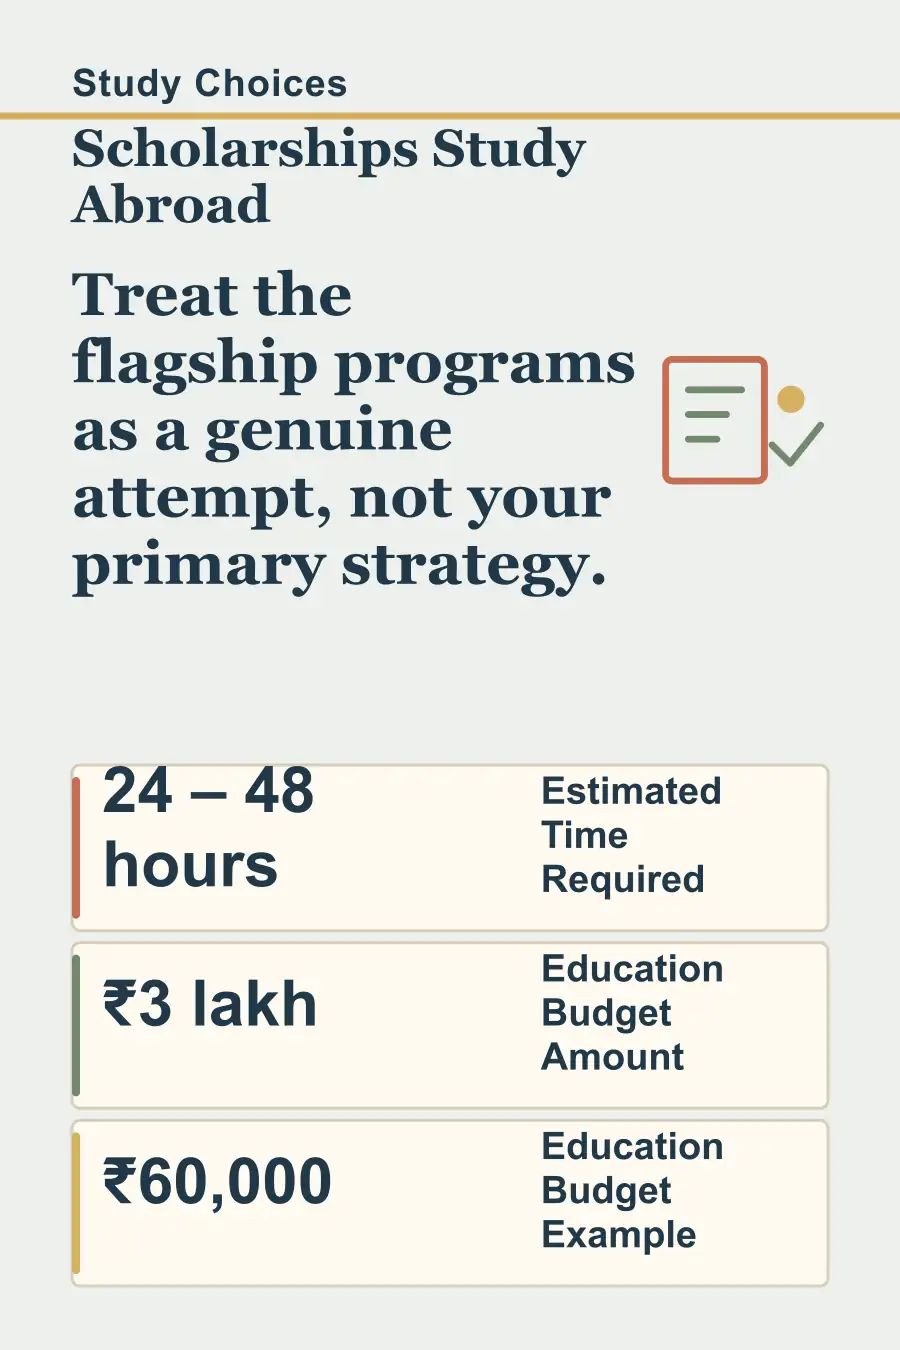 Study Choices
Scholarships Study
Abroad
Treat the
flagship programs
as a genuine
attempt, not your
primary strategy.
24 – 48
hours
Estimated
Time
Required
₹3 lakh
Education
Budget
Amount
₹60,000
Education
Budget
Example